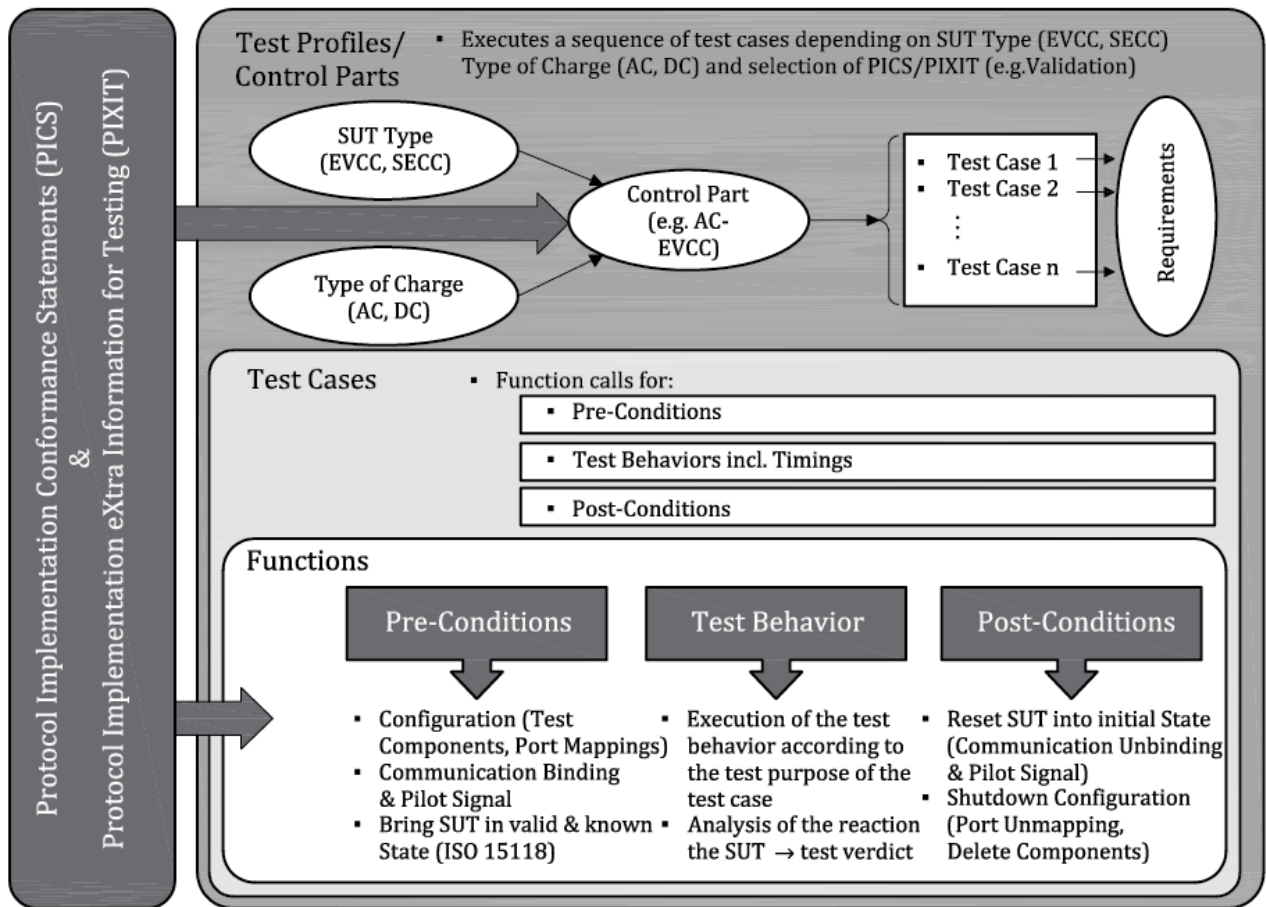 Protocol Implementation Conformance Statements (PICS)
&
Protocol Implementation eXtra Information for Testing (PIXIT)
Test Profiles/
Control Parts
▪ Executes a sequence of test cases depending on SUT Type (EVCC, SECC)
Type of Charge (AC, DC) and selection of PICS/PIXIT (e.g.Validation)
SUT Type
(EVCC, SECC)
Control Part
(e.g. AC-
EVCC)
Type of Charge
(AC, DC)
▪ Test Case 1
▪ Test Case 2
⋮
▪ Test Case n
Requirements
Test Cases
▪ Function calls for:
▪ Pre-Conditions
▪ Test Behaviors incl. Timings
▪ Post-Conditions
Functions
Pre-Conditions
▪ Configuration (Test
Components, Port Mappings)
▪ Communication Binding
& Pilot Signal
▪ Bring SUT in valid & known
State (ISO 15118)
Test Behavior
▪ Execution of the test
behavior according to
the test purpose of the
test case
▪ Analysis of the reaction
the SUT → test verdict
Post-Conditions
▪ Reset SUT into initial State
(Communication Unbinding
& Pilot Signal)
▪ Shutdown Configuration
(Port Unmapping,
Delete Components)